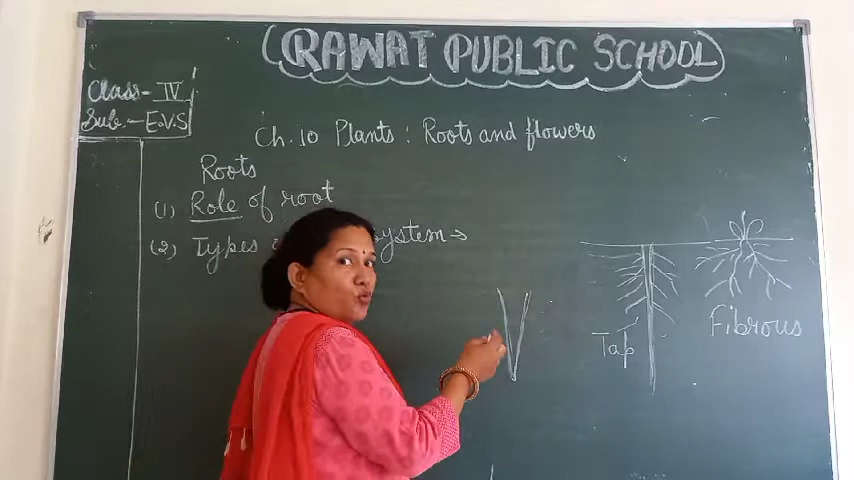 RAWAT PUBLIC SCHOOL
Class - IV
Sub. - E.V.S
Ch. 10 Plants : Roots and flowers
Roots
(1) Role of root
(2) Types system →
Tap
Fibrous